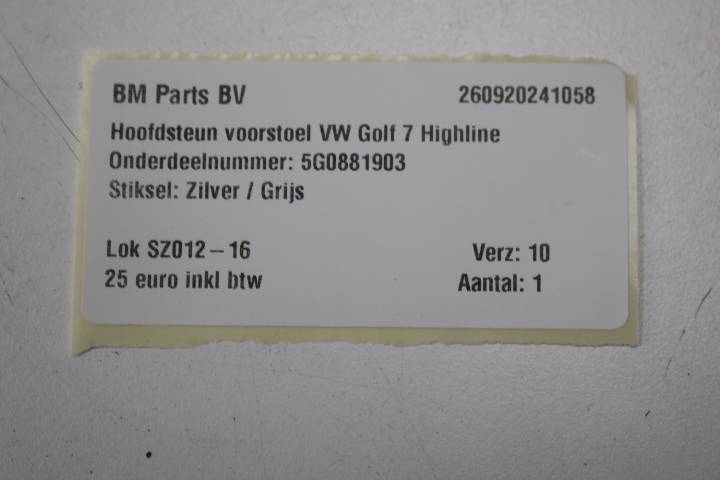 BM Parts BV 260920241058
Hoofdsteun voorstoel VW Golf 7 Highline
Onderdeelnummer: 5G0881903
Stiksel: Zilver / Grijs
Lok SZ012 – 16 Verz: 10
25 euro inkl btw Aantal: 1